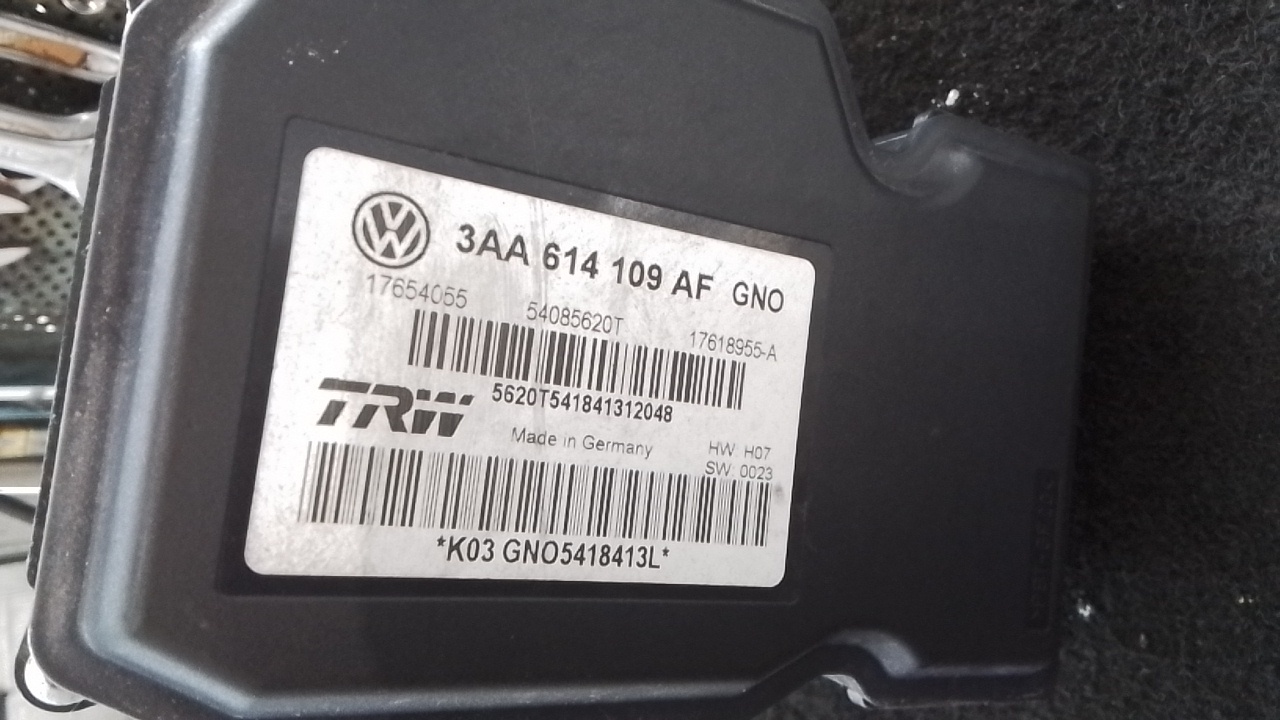 3AA 614 109 AF GNO
17654055 54085620T 17618955-A
5620T541841312048
TRW
Made in Germany
HW: H07
SW: 0023
*K03 GNO5418413L*